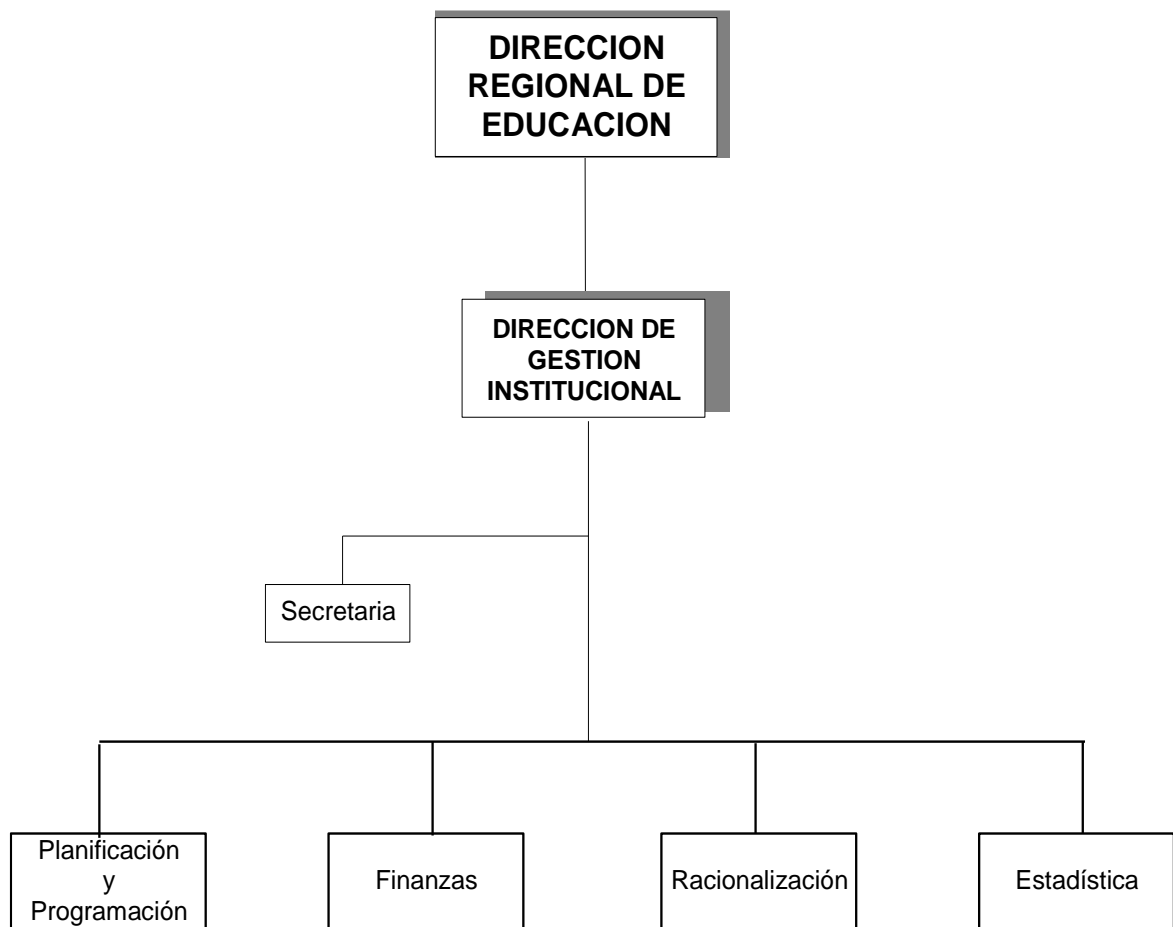 DIRECCION
REGIONAL DE
EDUCACION
DIRECCION DE
GESTION
INSTITUCIONAL
Secretaria
Planificación
y
Programación
Finanzas
Racionalización
Estadística